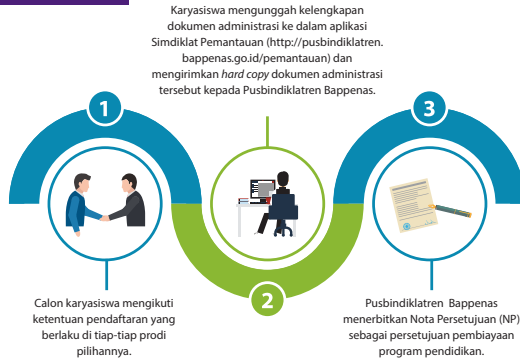 Karyasiswa mengunggah kelengkapan
dokumen administrasi ke dalam aplikasi
Simdiklat Pemantauan (http://pusbindiklatren.
bappenas.go.id/pemantauan) dan
mengirimkan hard copy dokumen administrasi
tersebut kepada Pusbindiklatren Bappenas.
1
3
2
Calon karyasiswa mengikuti
ketentuan pendaftaran yang
berlaku di tiap-tiap prodi
pilihannya.
Pusbindiklatren Bappenas
menerbitkan Nota Persetujuan (NP)
sebagai persetujuan pembiayaan
program pendidikan.